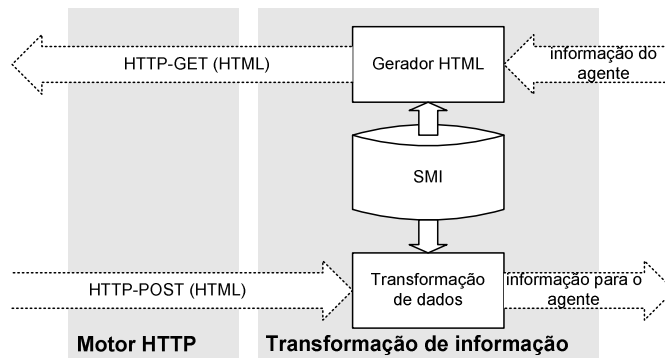 HTTP-GET (HTML)
Gerador HTML
informação do
agente
SMI
HTTP-POST (HTML)
Transformação
de dados
informação para o
agente
Motor HTTP
Transformação de informação